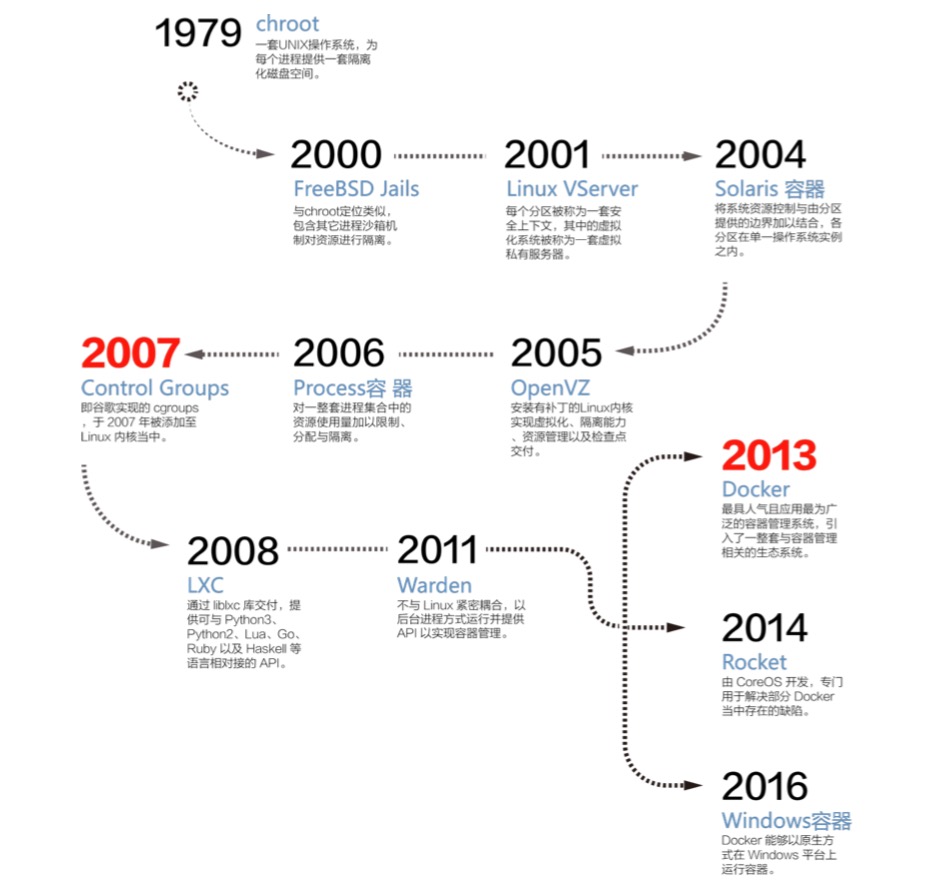 1979
chroot
一套UNIX操作系统，为
每个进程提供一套隔离
化磁盘空间。
2000
FreeBSD Jails
与chroot定位类似，
包含其它进程沙箱机
制对资源进行隔离。
2001
Linux VServer
每个分区被称为一套安
全上下文，其中的虚拟
化系统被称为一套虚拟
私有服务器。
2004
Solaris 容器
将系统资源控制与由分区
提供的边界加以结合，各
分区在单一操作系统实例
之内。
2005
OpenVZ
安装有补丁的Linux内核
实现虚拟化、隔离能力
、资源管理以及检查点
交付。
2006
Process容 器
对一整套进程集合中的
资源使用量加以限制、
分配与隔离。
2007
Control Groups
即谷歌实现的 cgroups
，于 2007 年被添加至
Linux 内核当中。
2008
LXC
通过 liblxc 库交付，提
供可与 Python3、
Python2、Lua、Go、
Ruby 以及 Haskell 等
语言相对接的 API。
2011
Warden
不与 Linux 紧密耦合，以
后台进程方式运行并提供
API 以实现容器管理。
2013
Docker
最具人气且应用最为广
泛的容器管理系统，引
入了一整套与容器管理
相关的生态系统。
2014
Rocket
由 CoreOS 开发，专门
用于解决部分 Docker
当中存在的缺陷。
2016
Windows容器
Docker 能够以原生方
式在 Windows 平台上
运行容器。